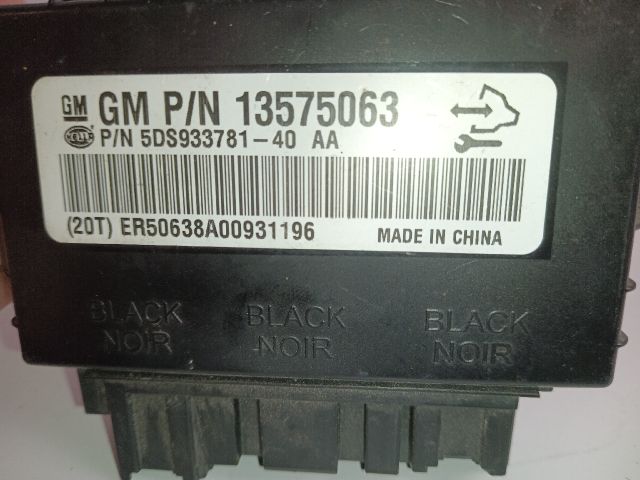 GM GM P/N 13575063
P/N 5DS933781-40 AA
(20T) ER50638A00931196 MADE IN CHINA
BLACK BLACK BLACK
NOIR NOIR NOIR